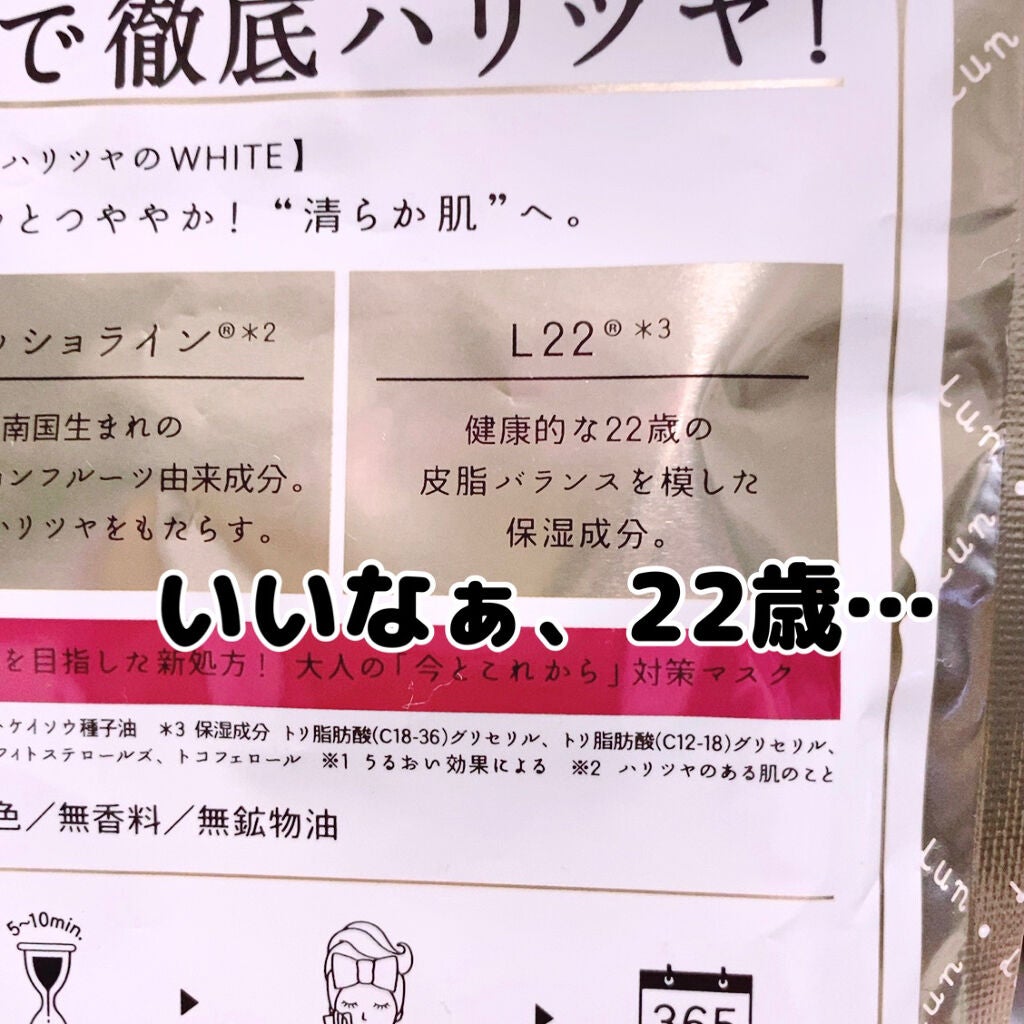 で徹底ハリツヤ!
ハリツヤのWHITE】
とつややか! “清らか肌”へ。
ッショライン®*2
南国生まれの
ョンフルーツ由来成分。
ハリツヤをもたらす。
L22®*3
健康的な22歳の
皮脂バランスを模した
保湿成分。
いいなぁ、22歳…
を目指した新処方! 大人の「今とこれから」対策マスク
トケイソウ種子油 *3 保湿成分 トリ脂肪酸(C18-36)グリセリル、トリ脂肪酸(C12-18)グリセリル、
フィトステロールズ、トコフェロール ※1 うるおい効果による ※2 ハリツヤのある肌のこと
色/無香料/無鉱物油
5~10min.
365
Lun
Lun
Lun
Lun
un